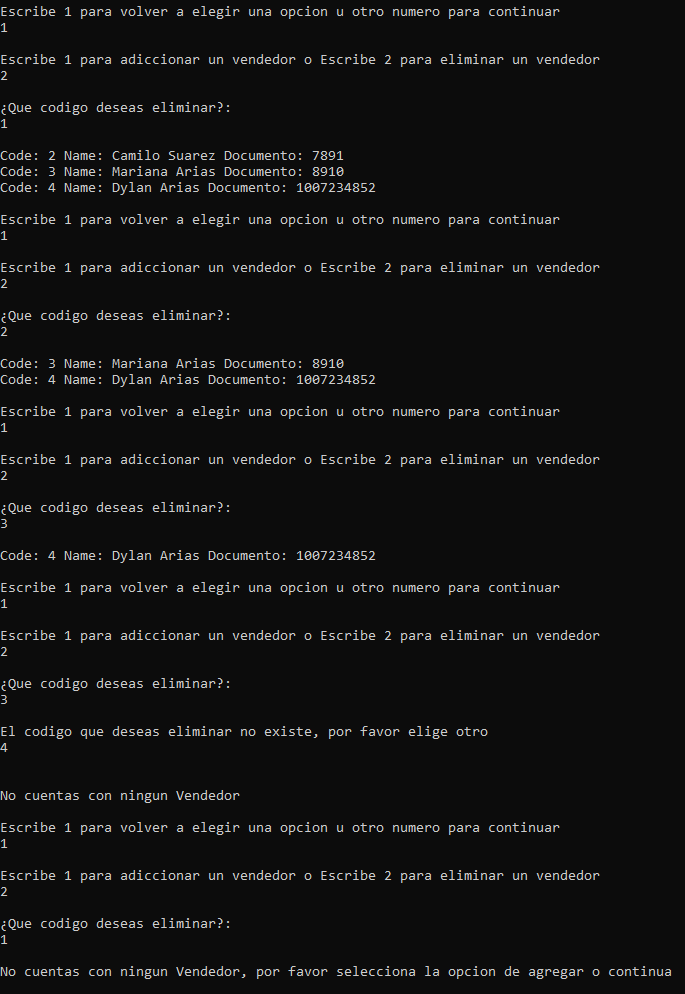 Escribe 1 para volver a elegir una opcion u otro numero para continuar
1
Escribe 1 para adiccionar un vendedor o Escribe 2 para eliminar un vendedor
2
¿Que codigo deseas eliminar?:
1
Code: 2 Name: Camilo Suarez Documento: 7891
Code: 3 Name: Mariana Arias Documento: 8910
Code: 4 Name: Dylan Arias Documento: 1007234852
Escribe 1 para volver a elegir una opcion u otro numero para continuar
1
Escribe 1 para adiccionar un vendedor o Escribe 2 para eliminar un vendedor
2
¿Que codigo deseas eliminar?:
2
Code: 3 Name: Mariana Arias Documento: 8910
Code: 4 Name: Dylan Arias Documento: 1007234852
Escribe 1 para volver a elegir una opcion u otro numero para continuar
1
Escribe 1 para adiccionar un vendedor o Escribe 2 para eliminar un vendedor
2
¿Que codigo deseas eliminar?:
3
Code: 4 Name: Dylan Arias Documento: 1007234852
Escribe 1 para volver a elegir una opcion u otro numero para continuar
1
Escribe 1 para adiccionar un vendedor o Escribe 2 para eliminar un vendedor
2
¿Que codigo deseas eliminar?:
3
El codigo que deseas eliminar no existe, por favor elige otro
4
No cuentas con ningun Vendedor
Escribe 1 para volver a elegir una opcion u otro numero para continuar
1
Escribe 1 para adiccionar un vendedor o Escribe 2 para eliminar un vendedor
2
¿Que codigo deseas eliminar?:
1
No cuentas con ningun Vendedor, por favor selecciona la opcion de agregar o continua